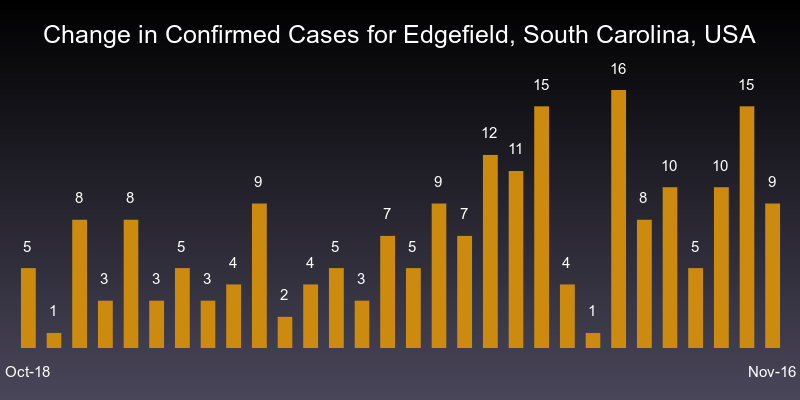 Change in Confirmed Cases for Edgefield, South Carolina, USA
5 1 8 3 8 3 5 3 4 9 2 4 5 3 7 5 9 7 12 11 15 4 1 16 8 10 5 10 15 9
Oct-18 Nov-16